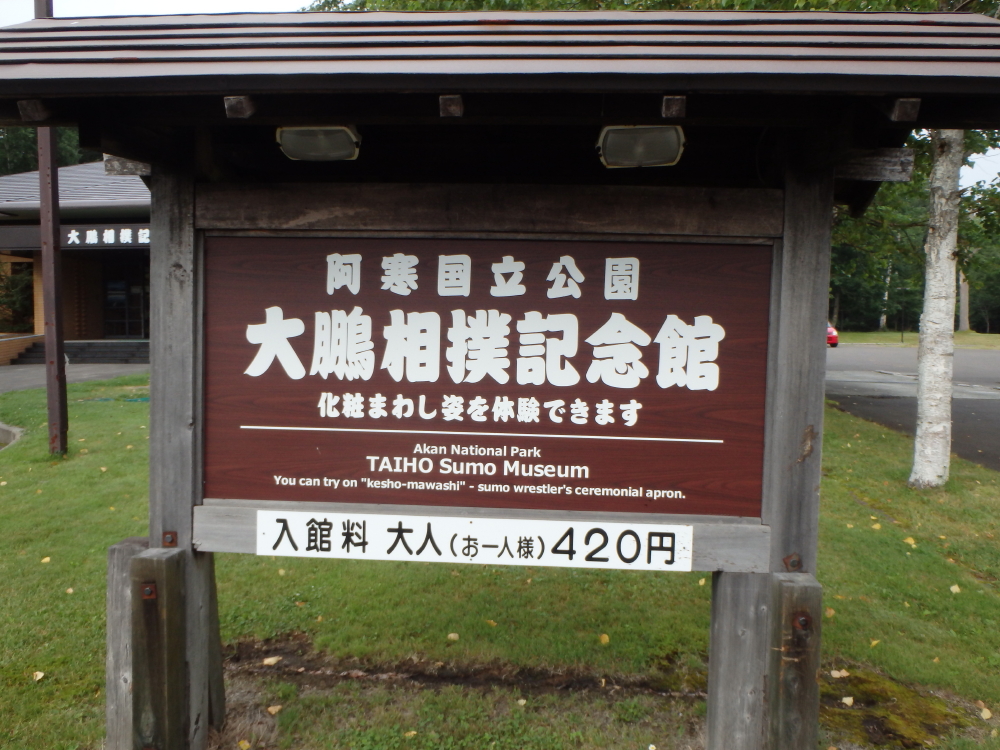 大鵬相撲記
阿寒国立公園
大鵬相撲記念館
化粧まわし姿を体験できます
Akan National Park
TAIHO Sumo Museum
You can try on "kesho-mawashi" - sumo wrestler's ceremonial apron.
入館料 大人(お一人様)420円